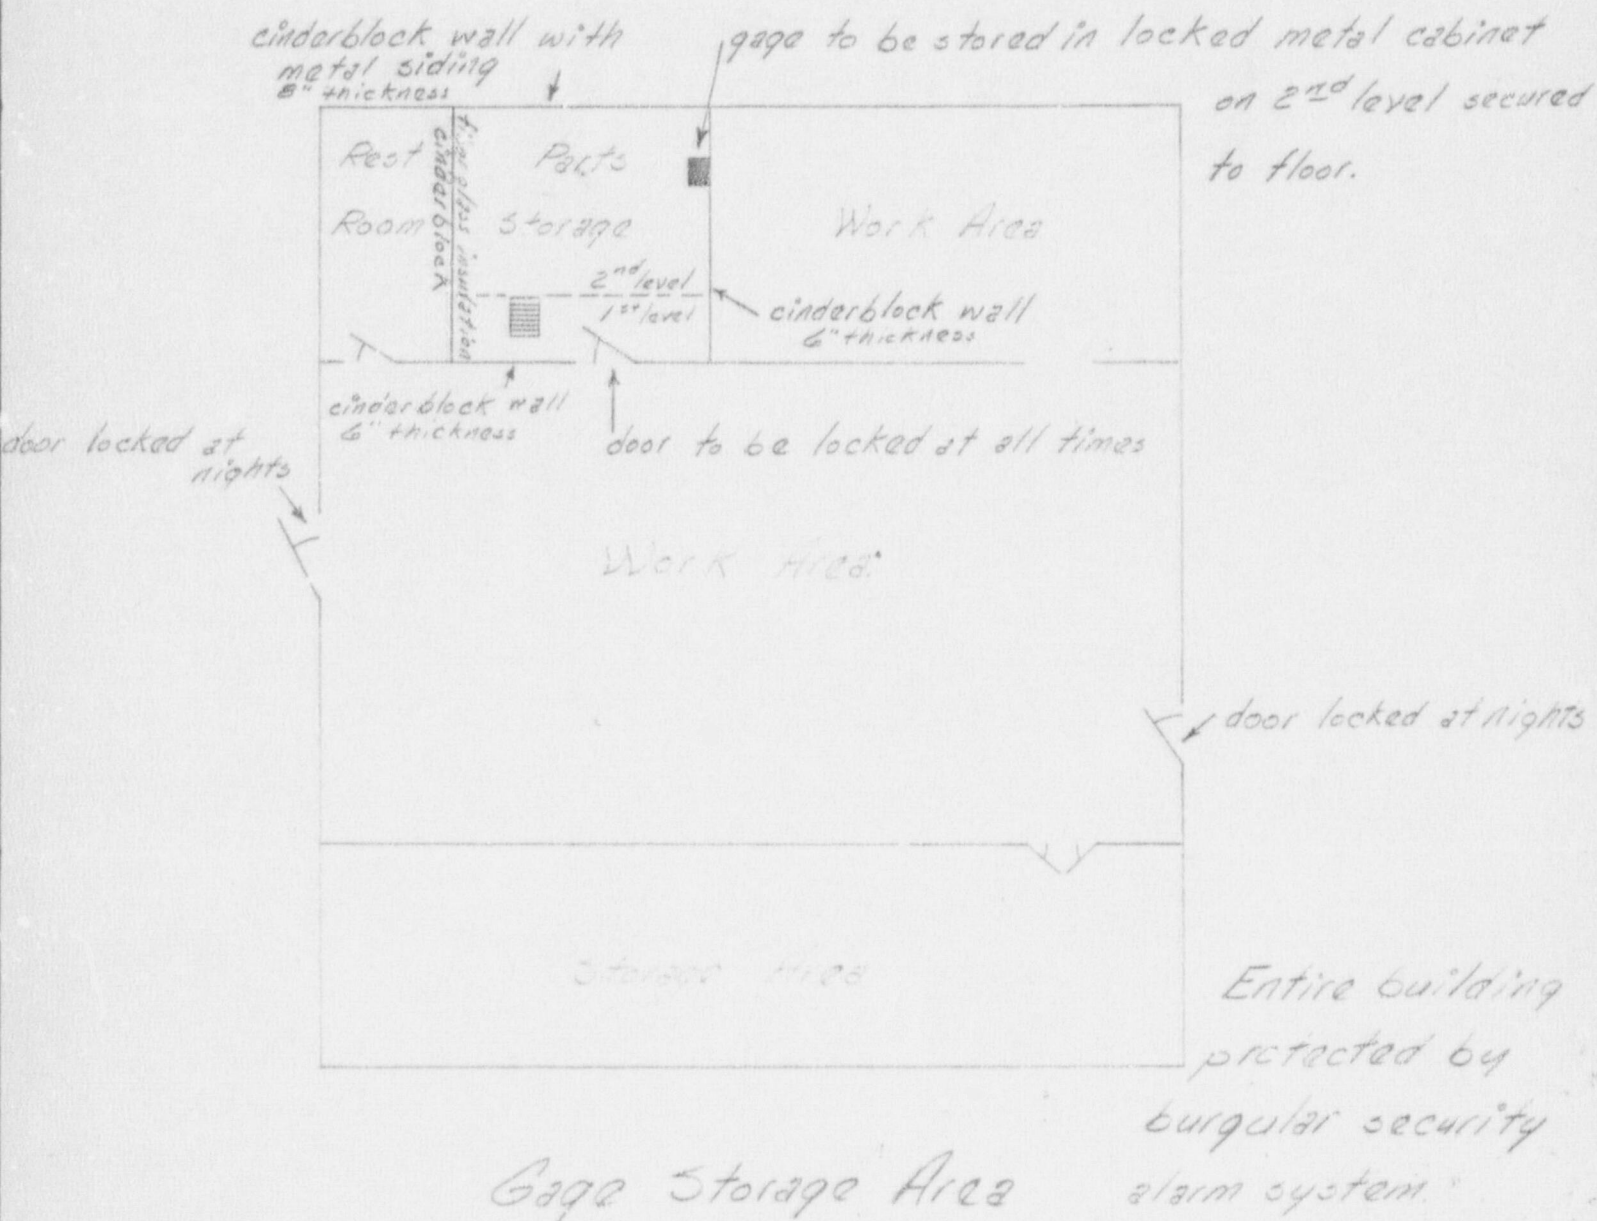 cinderblock wall with
metal siding
8" thickness
gage to be stored in locked metal cabinet
on 2nd level secured
to floor.
Rest
Room
cinderblock
fiberglass insulation
Parts
Storage
2nd level
1st level
Work Area
cinderblock wall
6" thickness
cinderblock wall
6" thickness
door to be locked at all times
door locked at
nights
Work Area
door locked at nights
Storage Area
Entire building
protected by
burgular security
alarm system.
Gage Storage Area